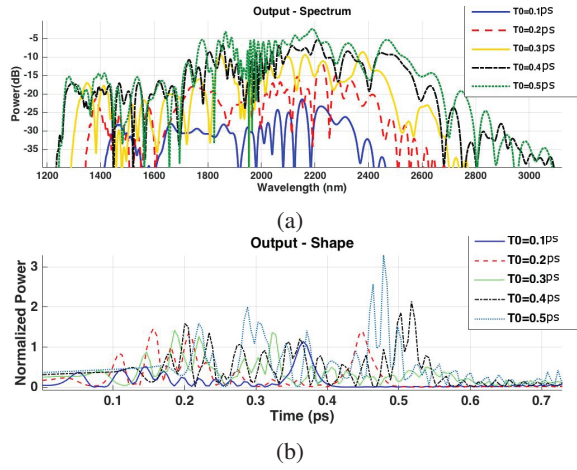 Output - Spectrum
Power(dB)
-5
-10
-15
-20
-25
-30
-35
1200 1400 1600 1800 2000 2200 2400 2600 2800 3000
Wavelength (nm)
T0=0.1ps
T0=0.2ps
T0=0.3ps
T0=0.4ps
T0=0.5ps
(a)
Output - Shape
Normalized Power
3
2
1
0
0.1 0.2 0.3 0.4 0.5 0.6 0.7
Time (ps)
T0=0.1ps
T0=0.2ps
T0=0.3ps
T0=0.4ps
T0=0.5ps
(b)